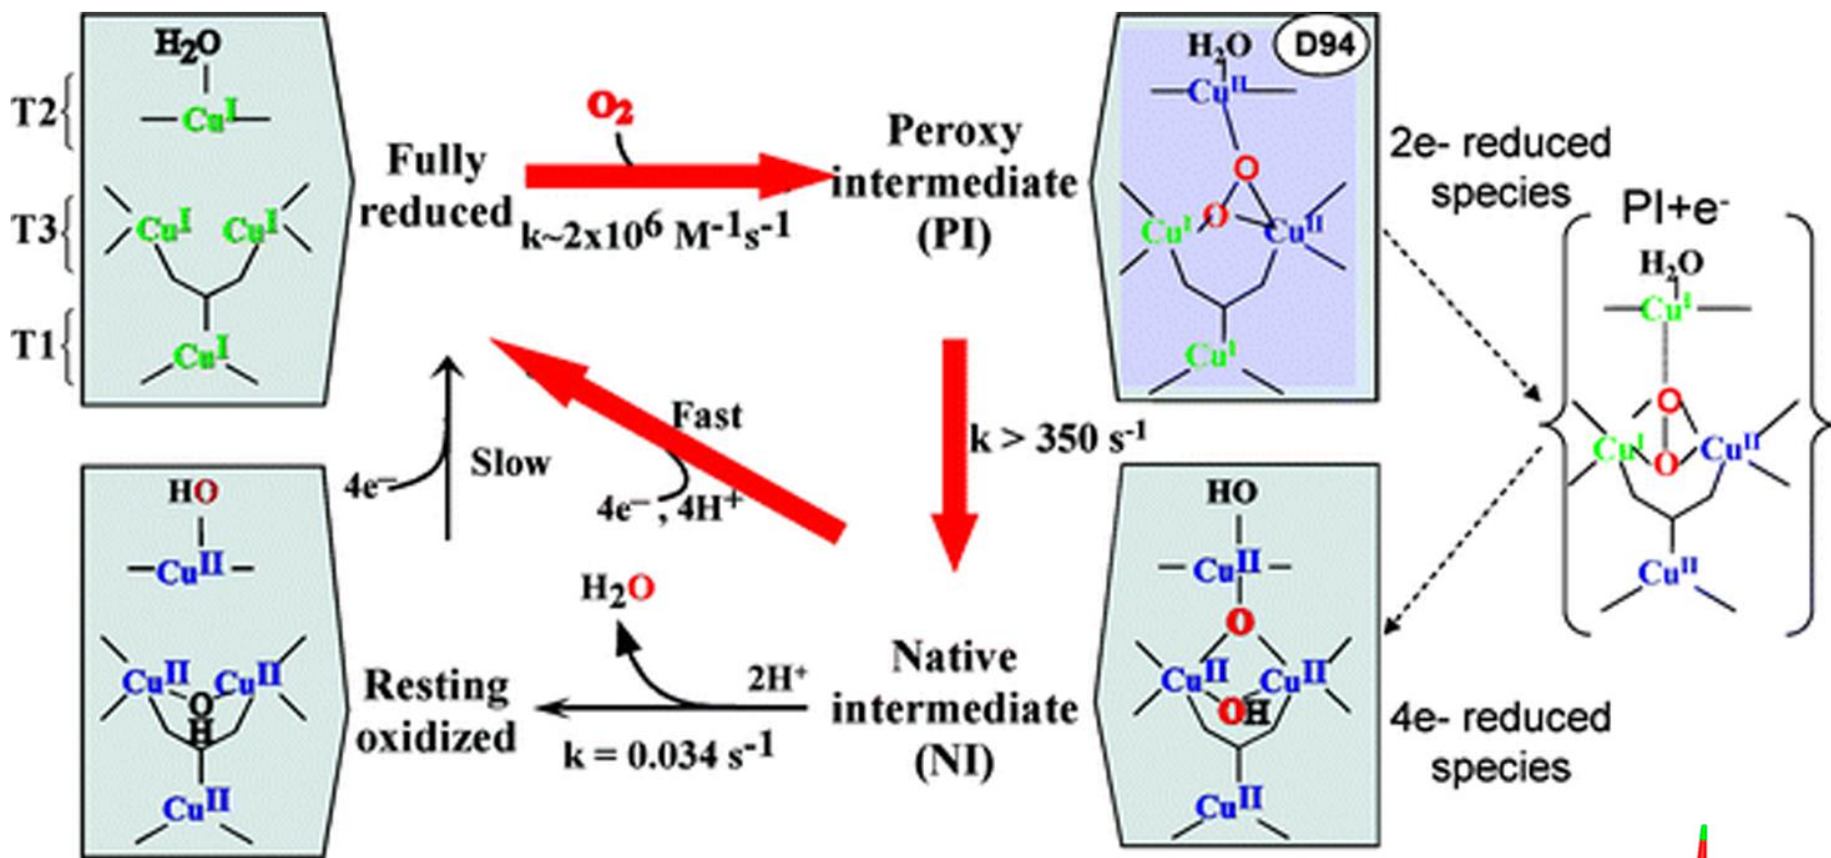 T2
T3
T1
H₂O
Cuᴵ
Cuᴵ Cuᴵ
Cuᴵ
Fully
reduced
O₂
k~2x10⁶ M⁻¹s⁻¹
Peroxy
intermediate
(PI)
H₂O
D94
Cuᴵᴵ
O
O
Cuᴵ Cuᴵᴵ
Cuᴵ
2e- reduced
species
PI+e⁻
H₂O
Cuᴵ
O
Cuᴵ O Cuᴵᴵ
Cuᴵᴵ
k > 350 s⁻¹
Fast
4e⁻, 4H⁺
Slow
4e⁻
HO
Cuᴵᴵ
O
Cuᴵᴵ Cuᴵᴵ
OH
Cuᴵᴵ
4e- reduced
species
Native
intermediate
(NI)
2H⁺
H₂O
k = 0.034 s⁻¹
Resting
oxidized
HO
Cuᴵᴵ
Cuᴵᴵ Cuᴵᴵ
O
H
Cuᴵᴵ